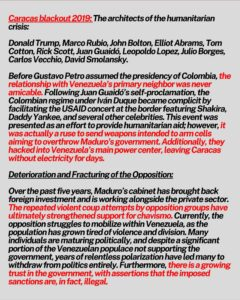 Caracas blackout 2019: The architects of the humanitarian
crisis:
Donald Trump, Marco Rubio, John Bolton, Elliot Abrams, Tom
Cotton, Rick Scott, Juan Guaidó, Leopoldo Lopez, Julio Borges,
Carlos Vecchio, David Smolansky.
Before Gustavo Petro assumed the presidency of Colombia, the
relationship with Venezuela's primary neighbor was never
amicable. Following Juan Guaidó's self-proclamation, the
Colombian regime under Iván Duque became complicit by
facilitating the USAID concert at the border featuring Shakira,
Daddy Yankee, and several other celebrities. This event was
presented as an effort to provide humanitarian aid; however, it
was actually a ruse to send weapons intended to arm cells
aiming to overthrow Maduro's government. Additionally, they
hacked into Venezuela's main power center, leaving Caracas
without electricity for days.
Deterioration and Fracturing of the Opposition:
Over the past five years, Maduro's cabinet has brought back
foreign investment and is working alongside the private sector.
The repeated violent coup attempts by opposition groups have
ultimately strengthened support for chavismo. Currently, the
opposition struggles to mobilize within Venezuela, as the
population has grown tired of violence and division. Many
individuals are maturing politically, and despite a significant
portion of the Venezuelan populace not supporting the
government, years of relentless polarization have led many to
withdraw from politics entirely. Furthermore, there is a growing
trust in the government, with assertions that the imposed
sanctions are, in fact, illegal.